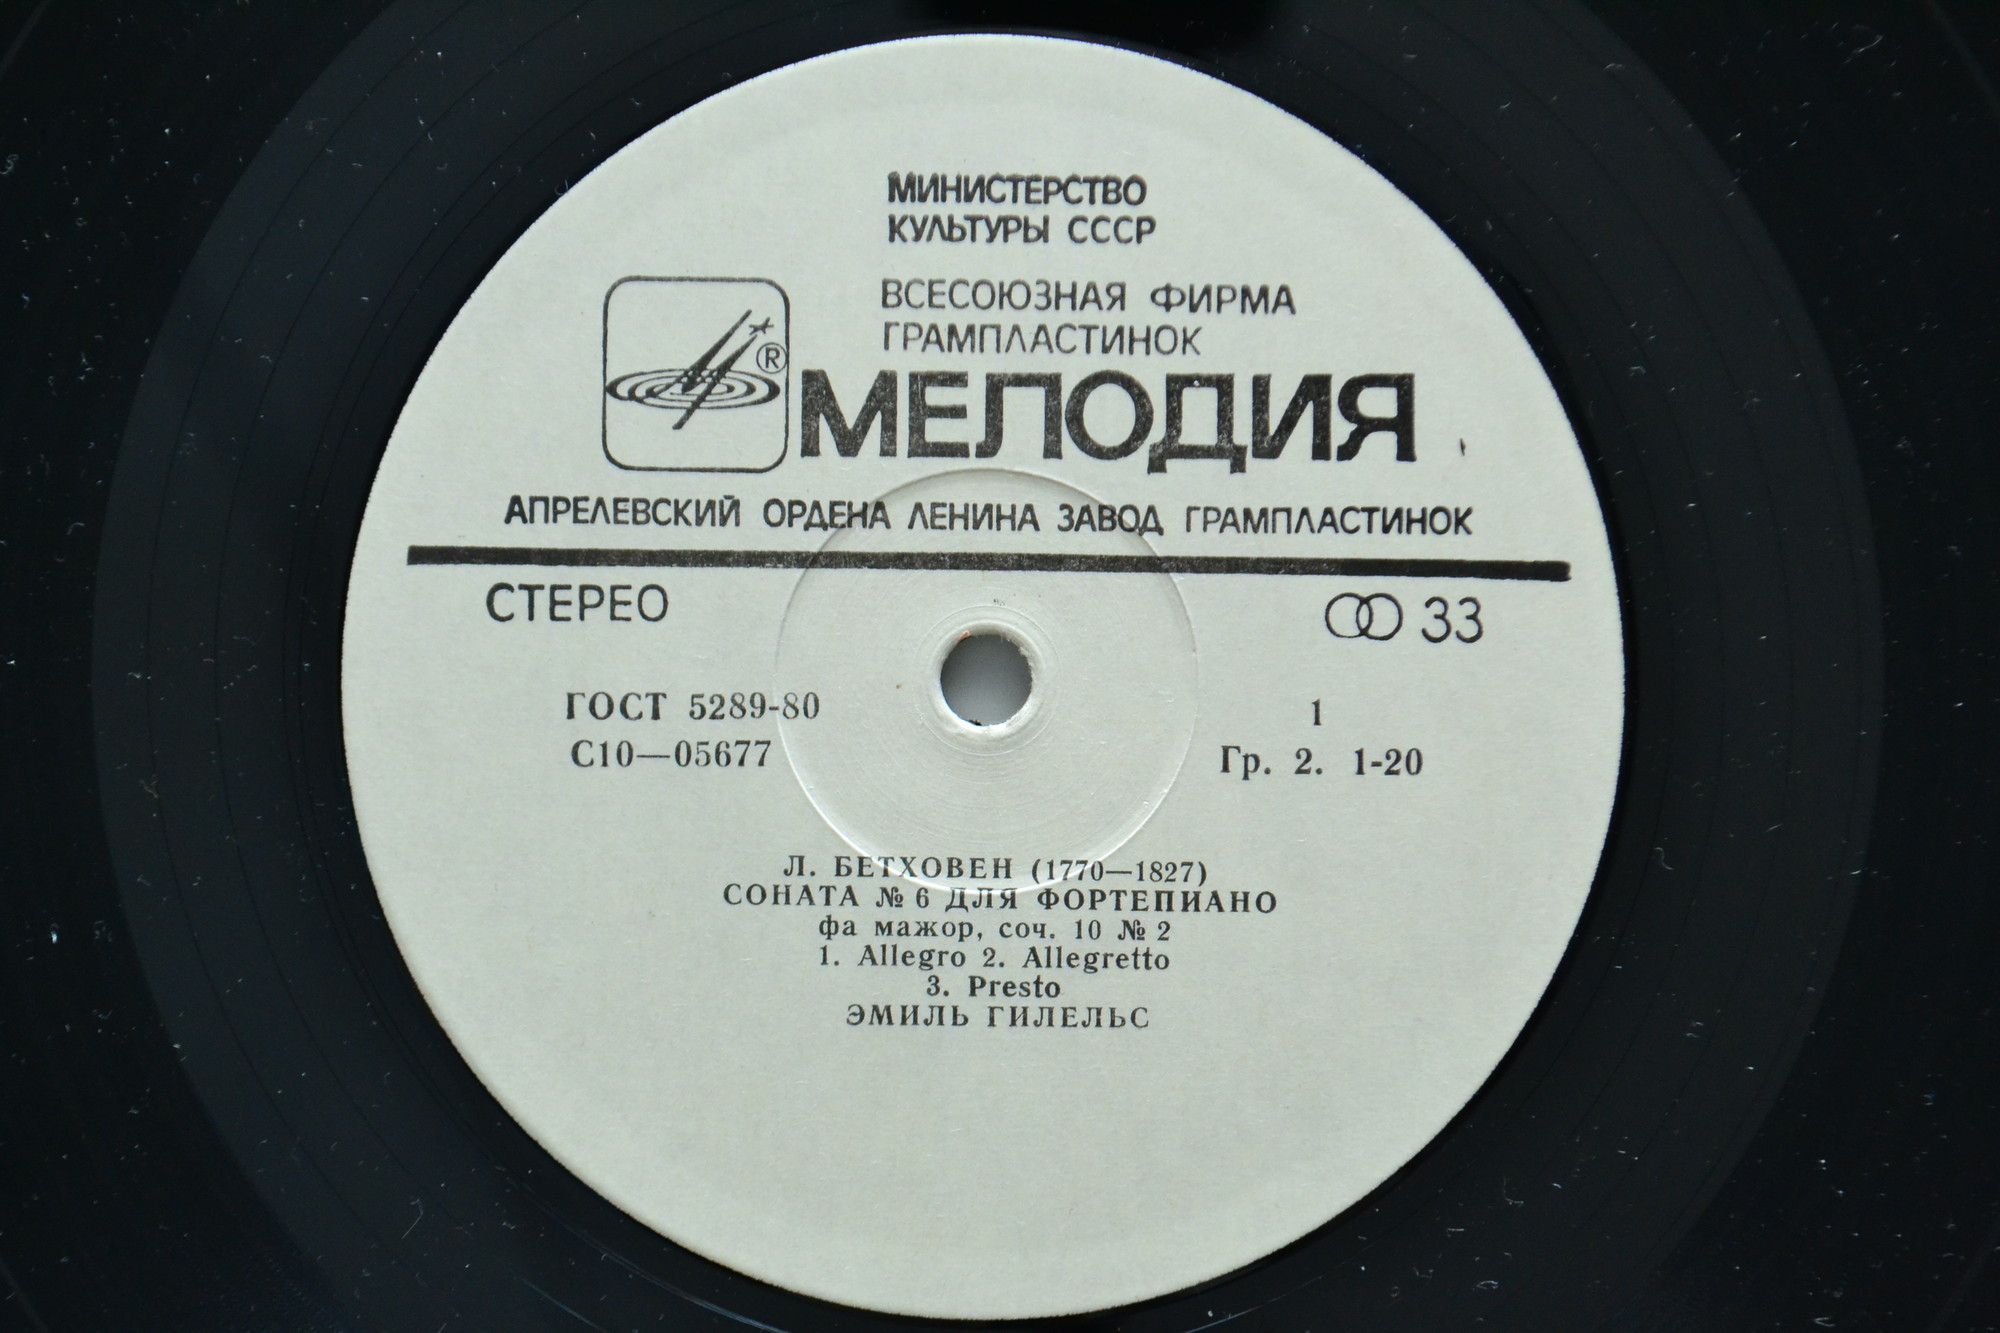 МИНИСТЕРСТВО
КУЛЬТУРЫ СССР
ВСЕСОЮЗНАЯ ФИРМА
ГРАМПЛАСТИНОК
®
МЕЛОДИЯ
АПРЕЛЕВСКИЙ ОРДЕНА ЛЕНИНА ЗАВОД ГРАМПЛАСТИНОК
СТЕРЕО 33
ГОСТ 5289-80 1
С10—05677 Гр. 2. 1-20
Л. БЕТХОВЕН (1770—1827)
СОНАТА № 6 ДЛЯ ФОРТЕПИАНО
фа мажор, соч. 10 № 2
1. Allegro 2. Allegretto
3. Presto
ЭМИЛЬ ГИЛЕЛЬС